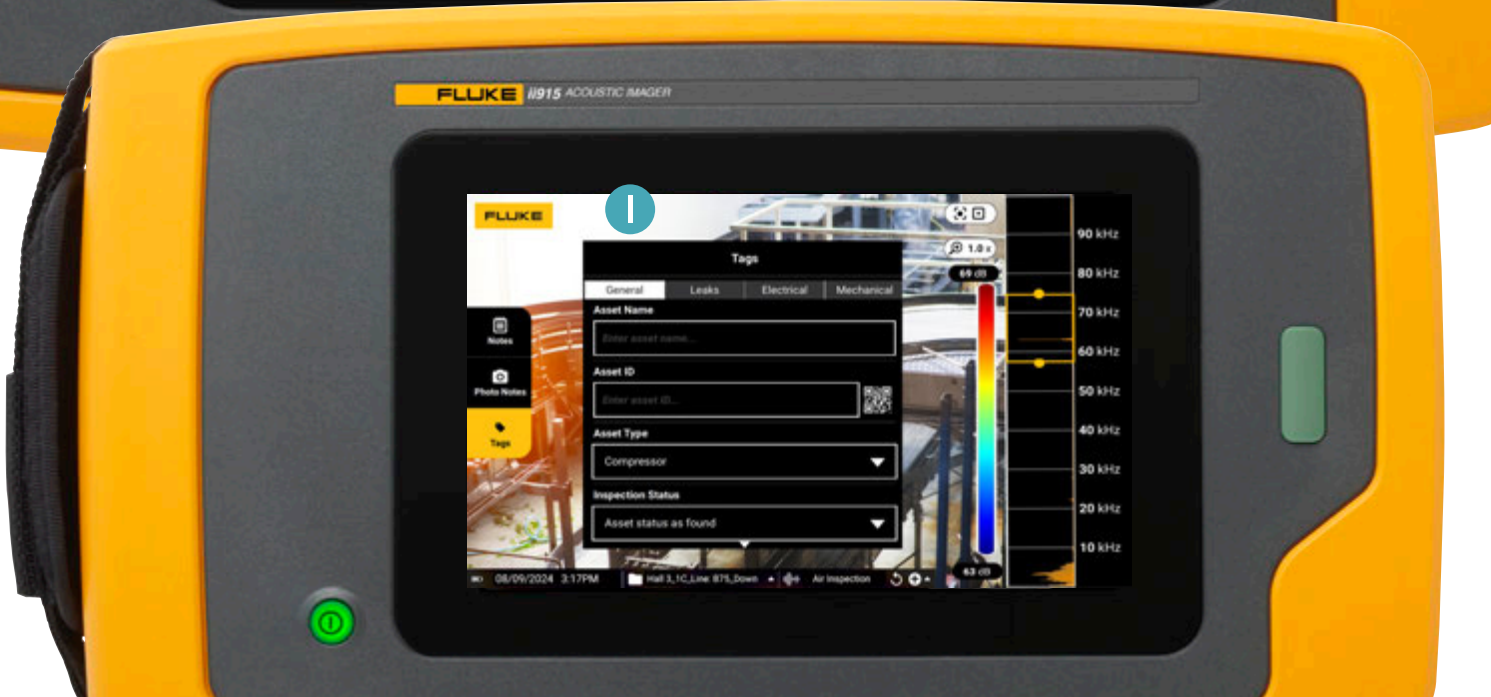 FLUKE ii915 ACOUSTIC IMAGER
FLUKE
I
Tags
General Leaks Electrical Mechanical
Asset Name
Enter asset name...
Asset ID
Enter asset ID...
Asset Type
Compressor
Inspection Status
Asset status as found
Notes
Photo Notes
Tags
1.0 x
69 dB
63 dB
90 kHz
80 kHz
70 kHz
60 kHz
50 kHz
40 kHz
30 kHz
20 kHz
10 kHz
08/09/2024 3:17PM Hall 3_1C_Line: B75_Down Air Inspection